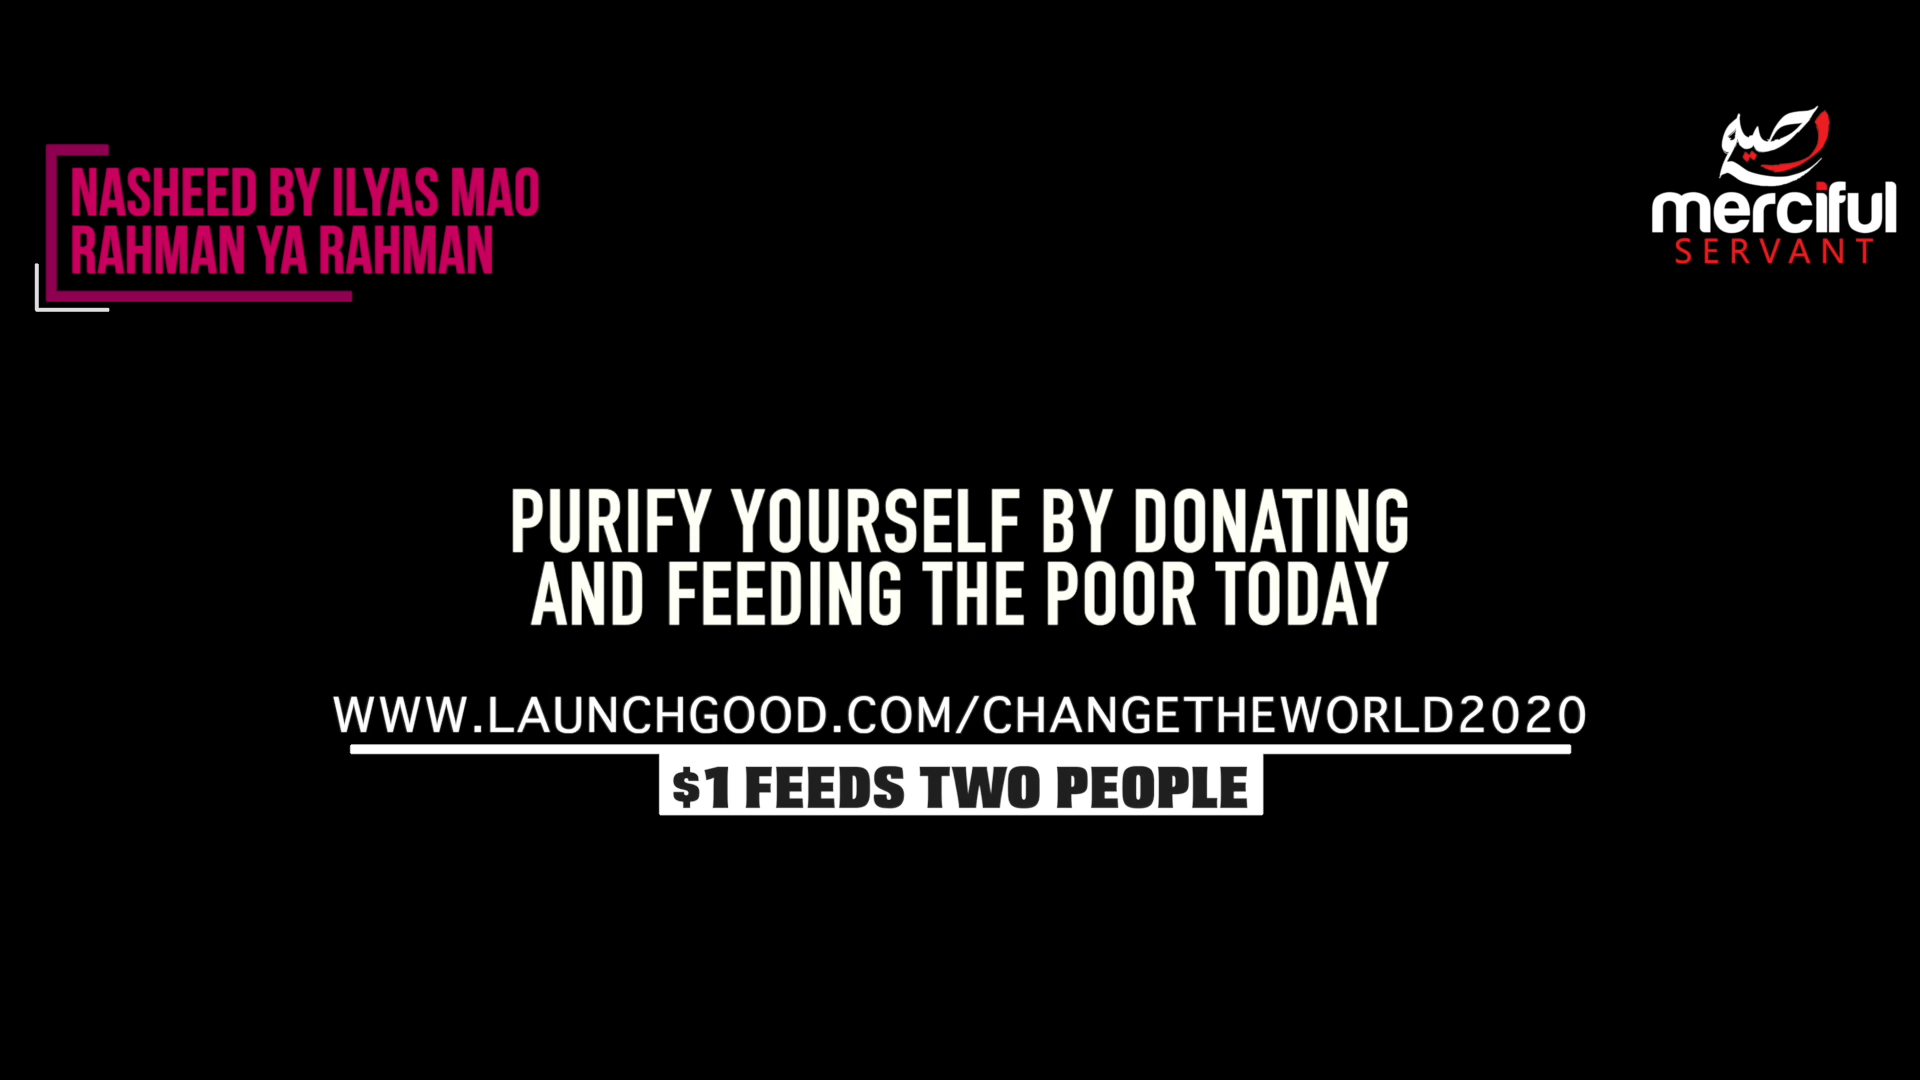 NASHEED BY ILYAS MAO
RAHMAN YA RAHMAN
رحيم
merciful
SERVANT
PURIFY YOURSELF BY DONATING
AND FEEDING THE POOR TODAY
WWW.LAUNCHGOOD.COM/CHANGETHEWORLD2020
$1 FEEDS TWO PEOPLE